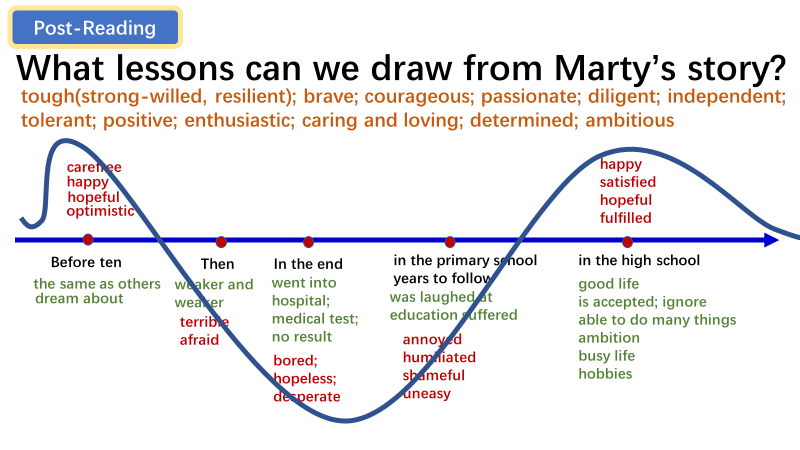 Post-Reading
What lessons can we draw from Marty's story?
tough(strong-willed, resilient); brave; courageous; passionate; diligent; independent;
tolerant; positive; enthusiastic; caring and loving; determined; ambitious
carefree
happy
hopeful
optimistic
happy
satisfied
hopeful
fulfilled
Before ten
the same as others
dream about
Then
weaker and
weaker
terrible
afraid
In the end
went into
hospital;
medical test;
no result
bored;
hopeless;
desperate
in the primary school
years to follow
was laughed at
education suffered
annoyed
humiliated
shameful
uneasy
in the high school
good life
is accepted; ignore
able to do many things
ambition
busy life
hobbies